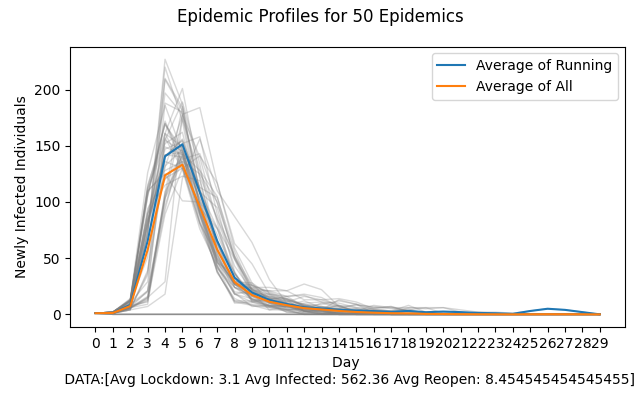 Epidemic Profiles for 50 Epidemics
Average of Running
Average of All
200
150
100
50
0
Newly Infected Individuals
0 1 2 3 4 5 6 7 8 9 10 11 12 13 14 15 16 17 18 19 20 21 22 23 24 25 26 27 28 29
Day
DATA:[Avg Lockdown: 3.1 Avg Infected: 562.36 Avg Reopen: 8.454545454545455]